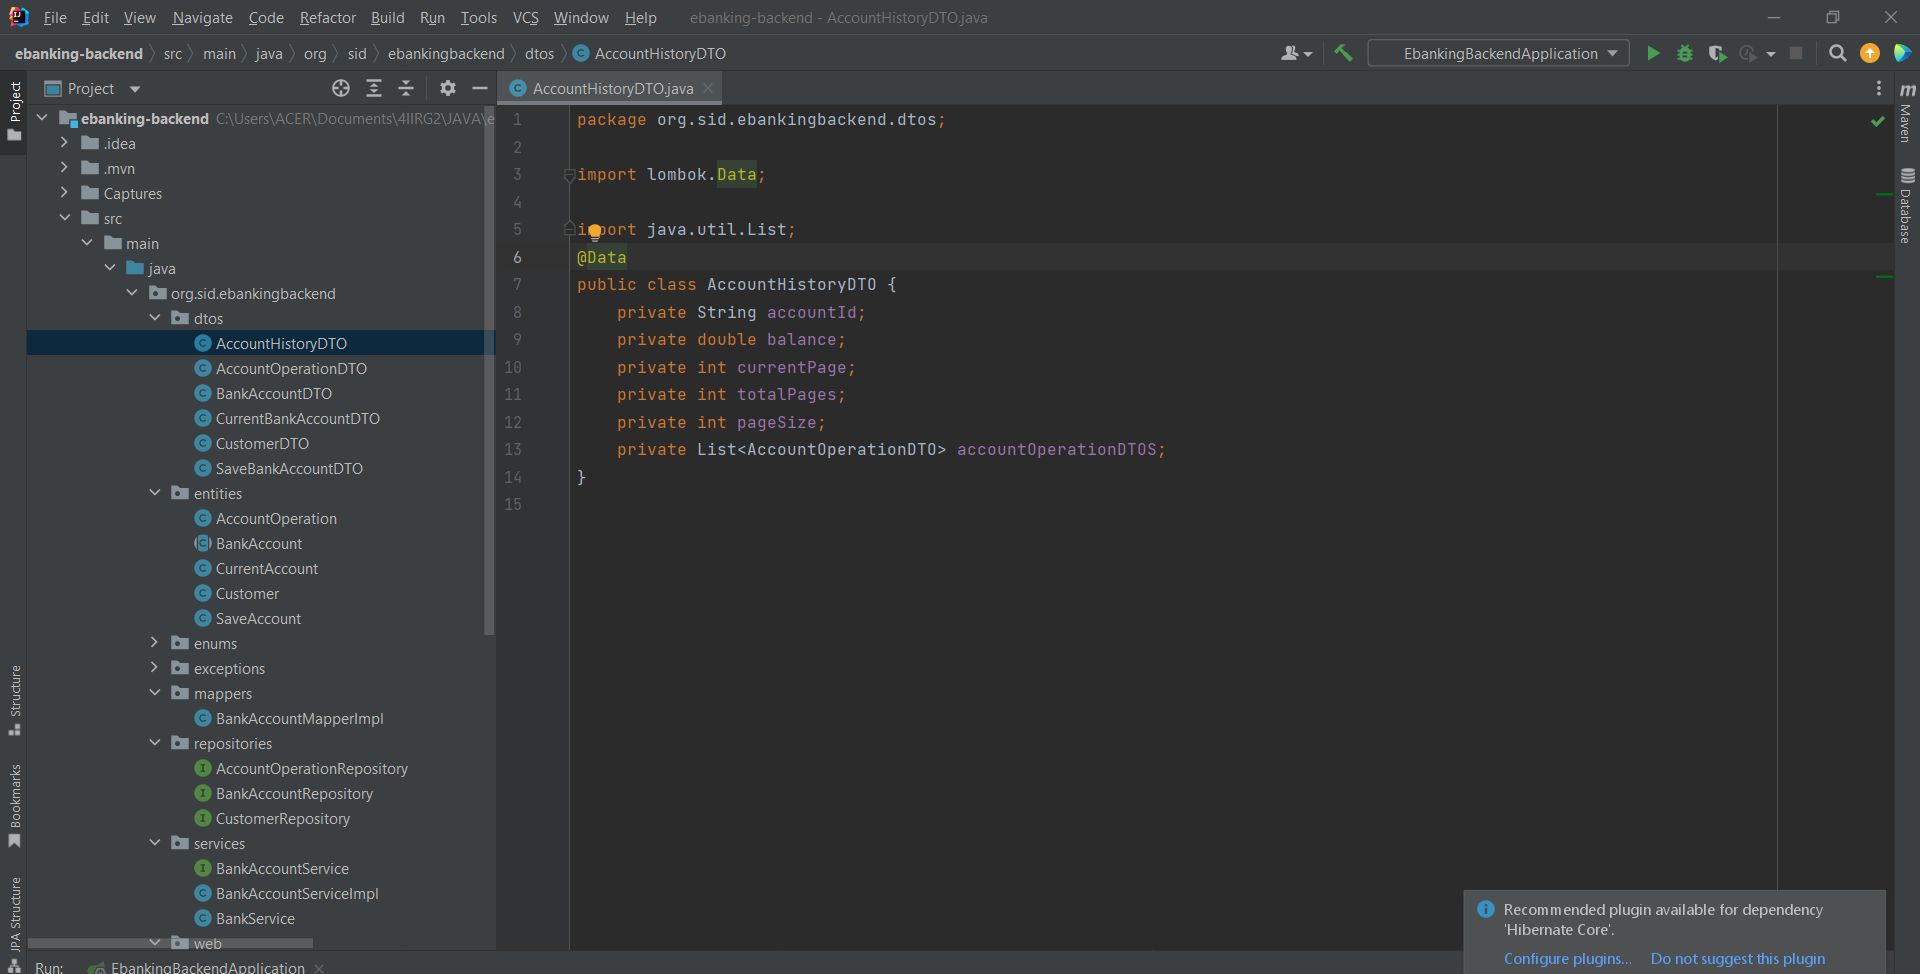 File Edit View Navigate Code Refactor Build Run Tools VCS Window Help ebanking-backend - AccountHistoryDTO.java
ebanking-backend src main java org sid ebankingbackend dtos AccountHistoryDTO EbankingBackendApplication
Project
AccountHistoryDTO.java
ebanking-backend C:\Users\ACER\Documents\4IIRG2\JAVA\e
.idea
.mvn
Captures
src
main
java
org.sid.ebankingbackend
dtos
AccountHistoryDTO
AccountOperationDTO
BankAccountDTO
CurrentBankAccountDTO
CustomerDTO
SaveBankAccountDTO
entities
AccountOperation
BankAccount
CurrentAccount
Customer
SaveAccount
enums
exceptions
mappers
BankAccountMapperImpl
repositories
AccountOperationRepository
BankAccountRepository
CustomerRepository
services
BankAccountService
BankAccountServiceImpl
BankService
web
1 package org.sid.ebankingbackend.dtos;
2
3 import lombok.Data;
4
5 import java.util.List;
6 @Data
7 public class AccountHistoryDTO {
8 private String accountId;
9 private double balance;
10 private int currentPage;
11 private int totalPages;
12 private int pageSize;
13 private List<AccountOperationDTO> accountOperationDTOS;
14 }
15
Project
Structure
Bookmarks
JPA Structure
Maven
Database
Recommended plugin available for dependency
'Hibernate Core'.
Configure plugins... Do not suggest this plugin
Run: EbankingBackendApplication